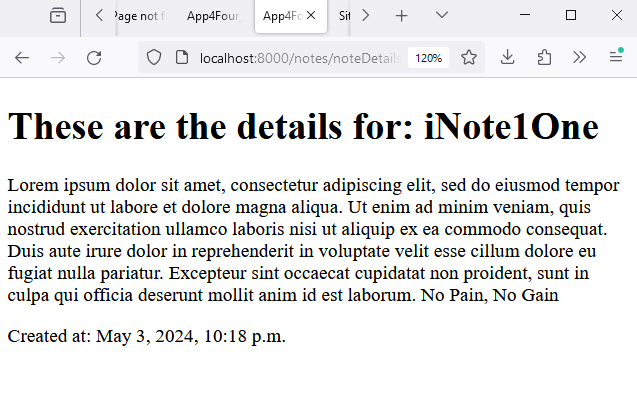 Page not f App4Four_ App4Fo Sit
localhost:8000/notes/noteDetails 120%
These are the details for: iNote1One
Lorem ipsum dolor sit amet, consectetur adipiscing elit, sed do eiusmod tempor
incididunt ut labore et dolore magna aliqua. Ut enim ad minim veniam, quis
nostrud exercitation ullamco laboris nisi ut aliquip ex ea commodo consequat.
Duis aute irure dolor in reprehenderit in voluptate velit esse cillum dolore eu
fugiat nulla pariatur. Excepteur sint occaecat cupidatat non proident, sunt in
culpa qui officia deserunt mollit anim id est laborum. No Pain, No Gain
Created at: May 3, 2024, 10:18 p.m.